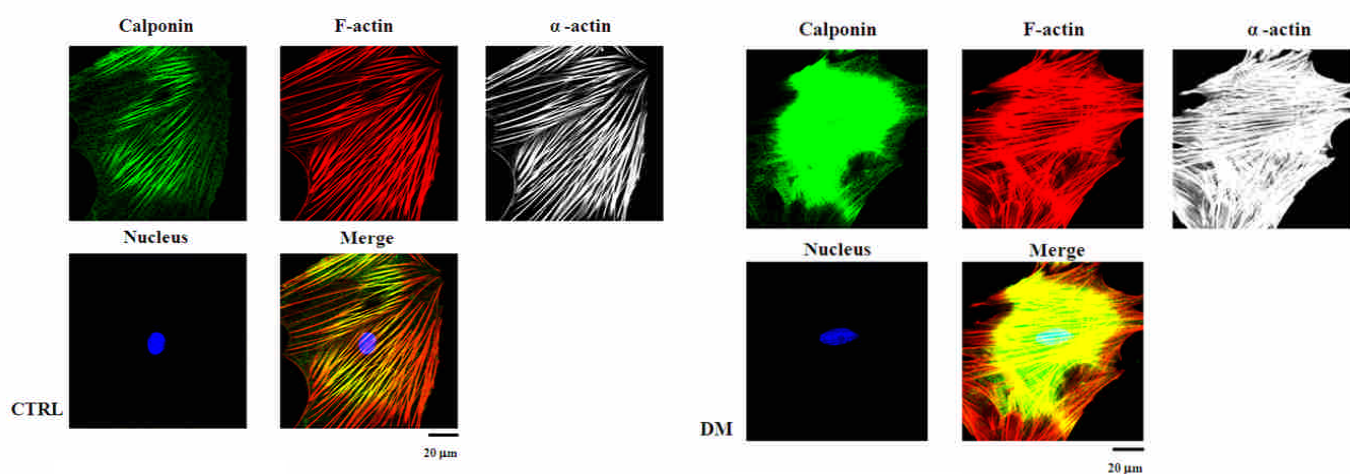 Calponin
F-actin
α -actin
Nucleus
Merge
CTRL
20 μm
Calponin
F-actin
α -actin
Nucleus
Merge
DM
20 μm